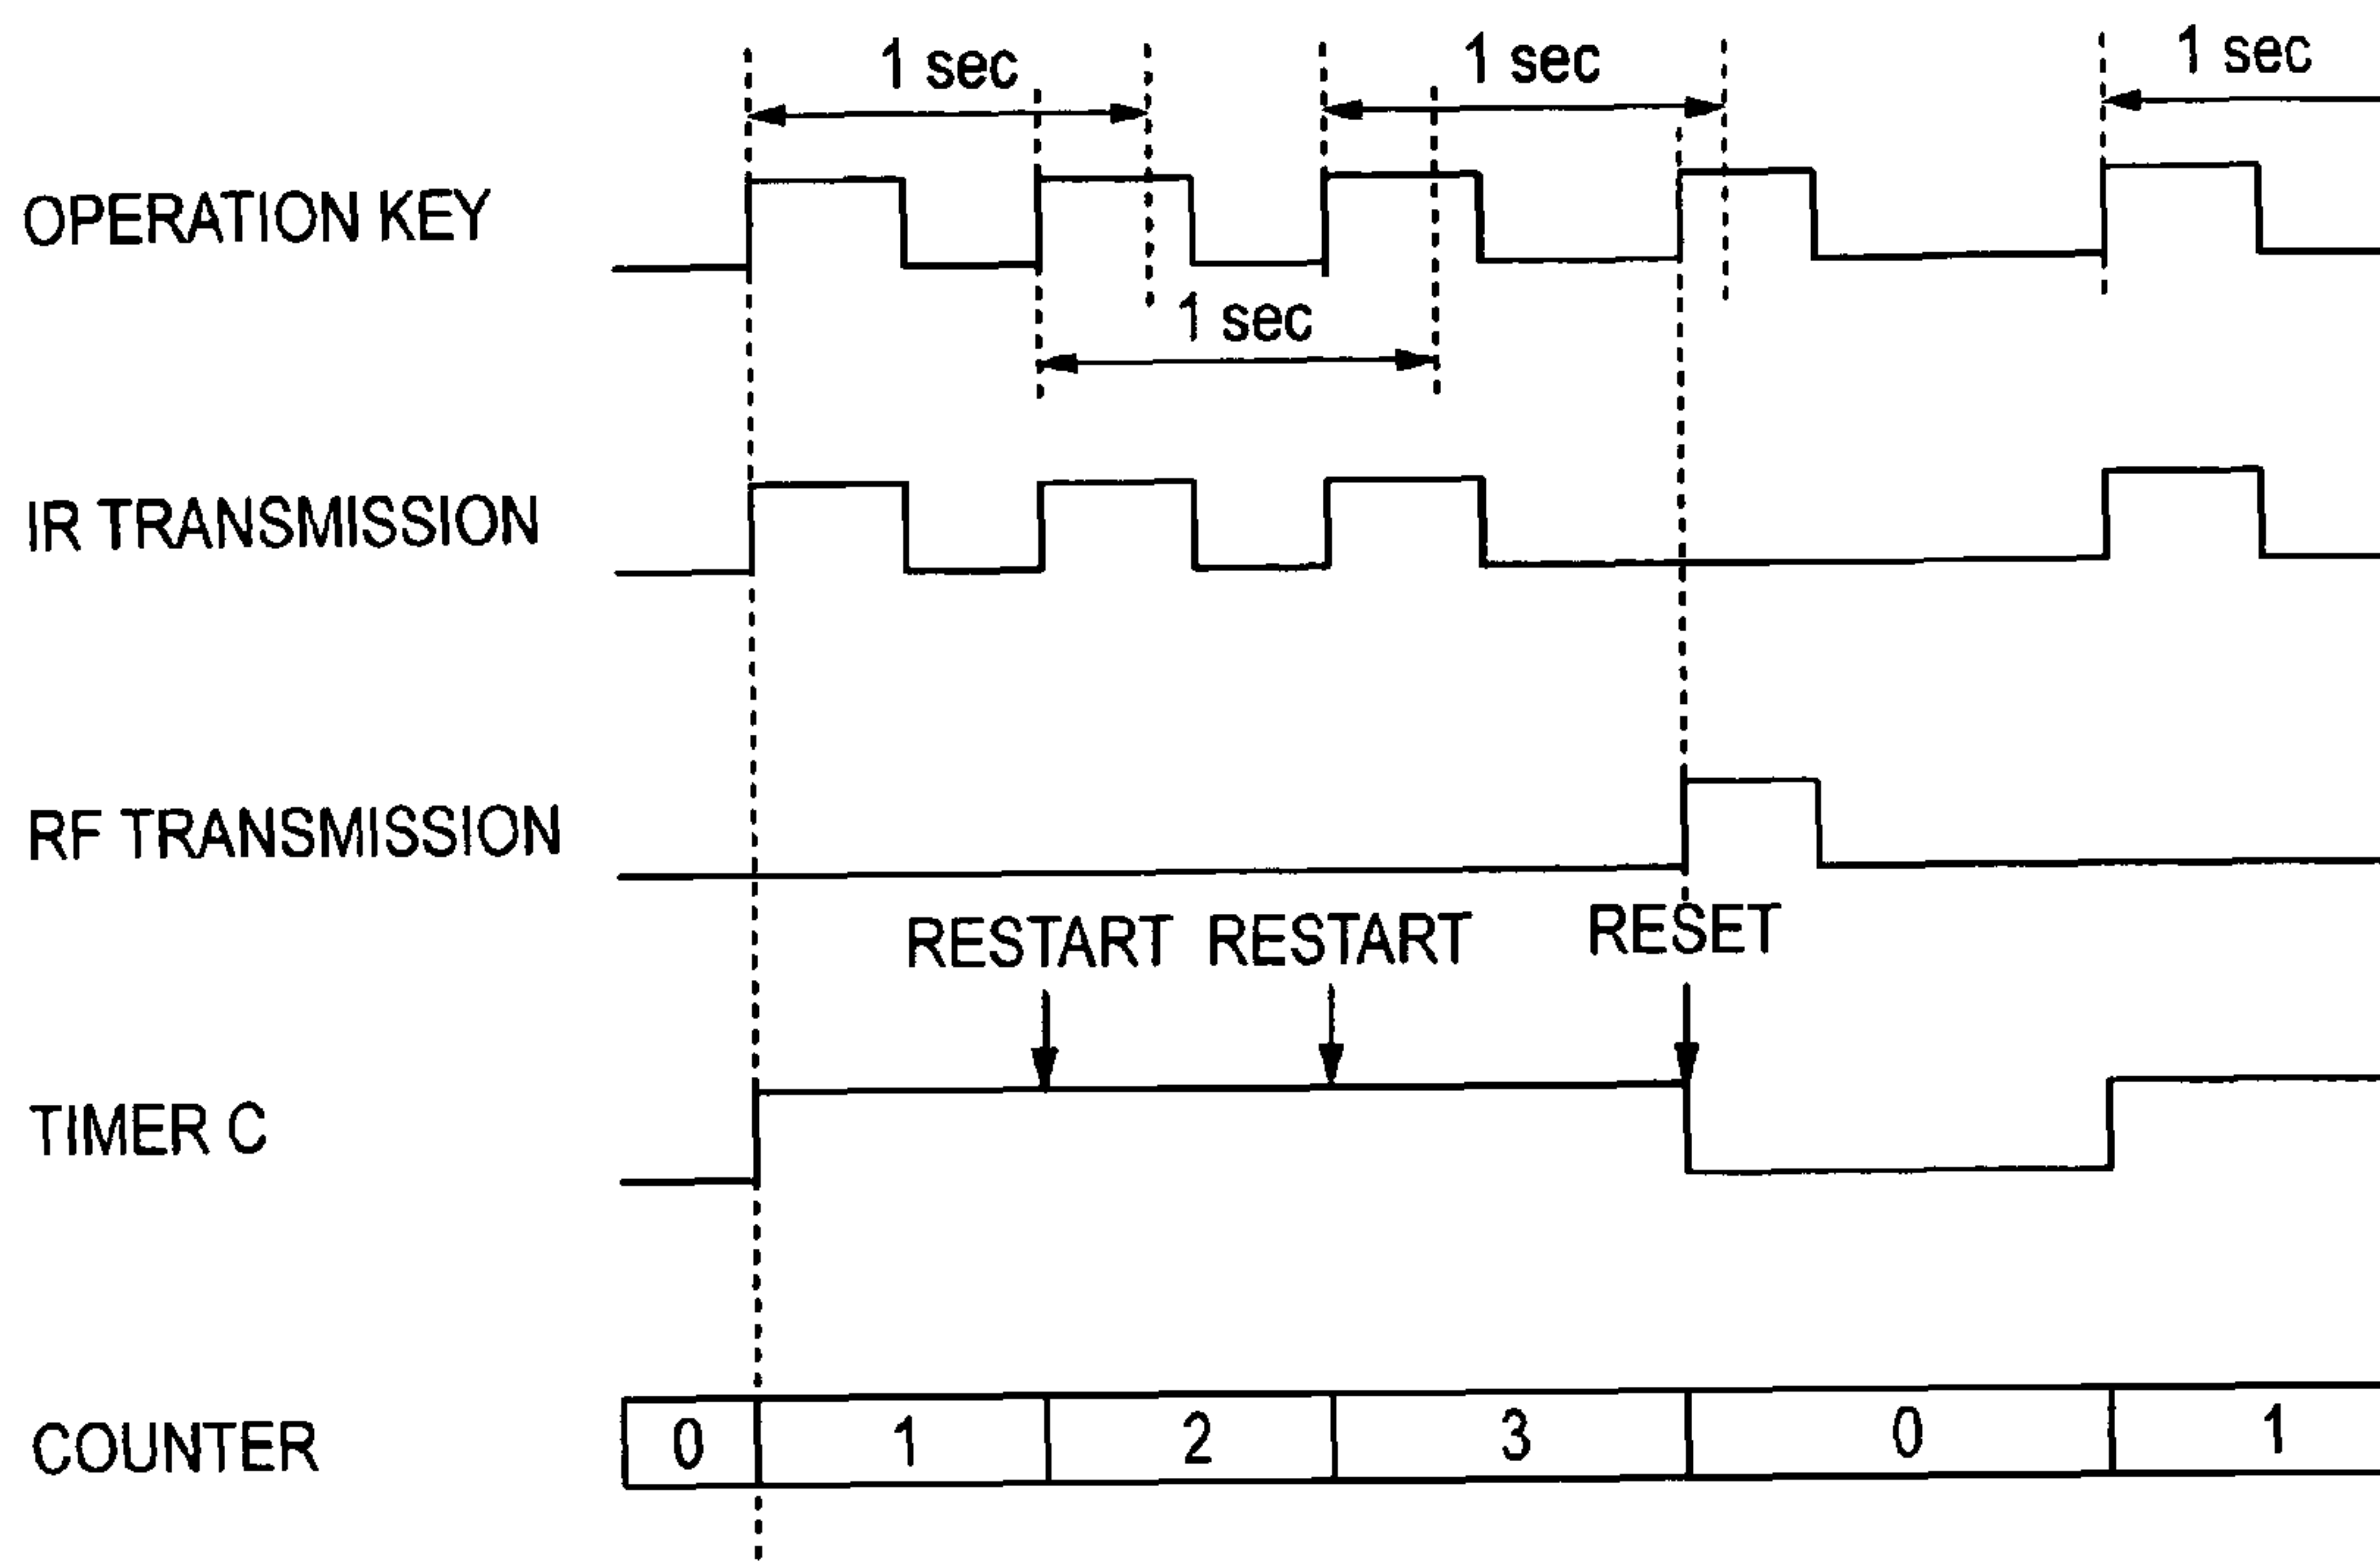 1 sec 1 sec 1 sec
OPERATION KEY
1 sec
IR TRANSMISSION
RF TRANSMISSION
RESTART RESTART RESET
TIMER C
COUNTER 0 1 2 3 0 1